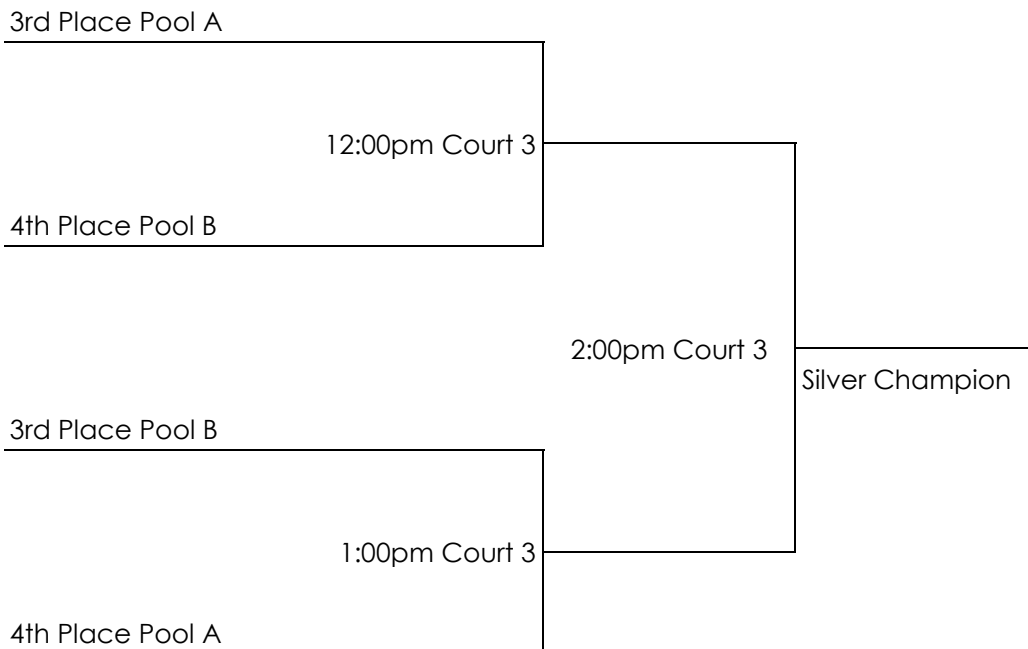 3rd Place Pool A
12:00pm Court 3
4th Place Pool B
2:00pm Court 3
Silver Champion
3rd Place Pool B
1:00pm Court 3
4th Place Pool A